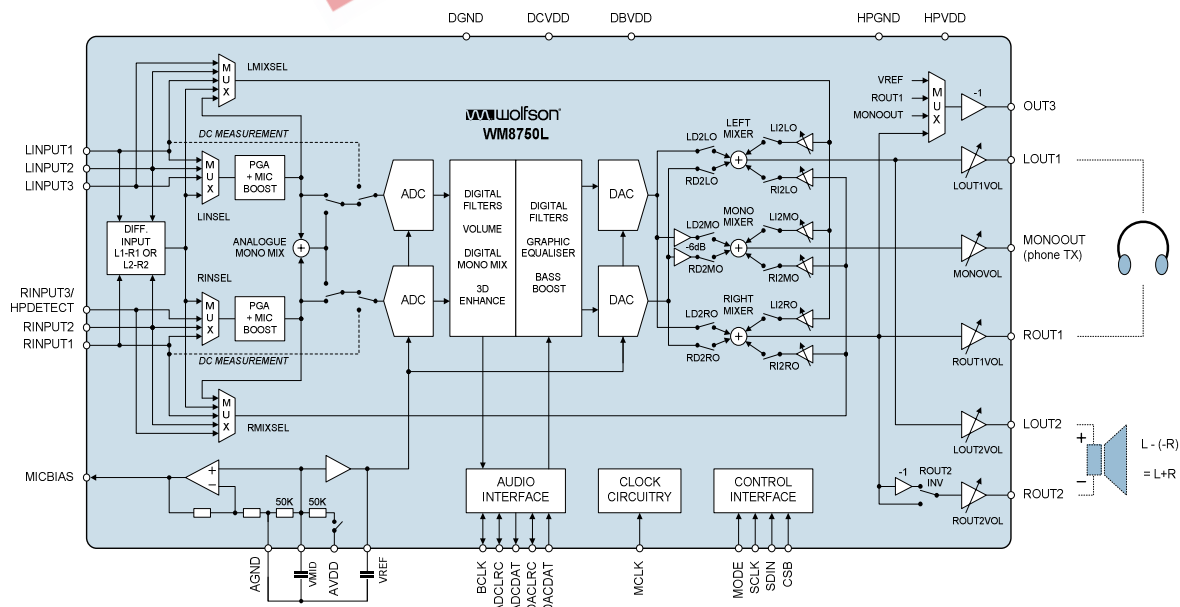 DGND DCVDD DBVDD HPGND HPVDD
LMIXSEL
MUX
VREF
ROUT1
MONOOUT
MUX
-1
OUT3
wolfson
WM8750L
DC MEASUREMENT
LINPUT1
LINPUT2
LINPUT3
MUX
LINSEL
PGA
+ MIC
BOOST
ADC
DIGITAL
FILTERS
VOLUME
DIGITAL
MONO MIX
3D
ENHANCE
DIGITAL
FILTERS
GRAPHIC
EQUALISER
BASS
BOOST
DAC
LD2LO
RD2LO
LEFT
MIXER
+
LI2LO
RI2LO
LOUT1VOL
LOUT1
DIFF.
INPUT
L1-R1 OR
L2-R2
ANALOGUE
MONO MIX
+
LD2MO
-6dB
RD2MO
MONO
MIXER
+
LI2MO
RI2MO
MONOVOL
MONOOUT
(phone TX)
RINPUT3/
HPDETECT
RINPUT2
RINPUT1
RINSEL
MUX
PGA
+ MIC
BOOST
DC MEASUREMENT
ADC
DAC
LD2RO
RD2RO
RIGHT
MIXER
+
LI2RO
RI2RO
ROUT1VOL
ROUT1
MUX
RMIXSEL
LOUT2VOL
LOUT2
+
−
L - (-R)
= L+R
-1
ROUT2
INV
ROUT2VOL
ROUT2
MICBIAS
+
−
50K 50K
AUDIO
INTERFACE
CLOCK
CIRCUITRY
CONTROL
INTERFACE
AGND
VMID
AVDD
VREF
BCLK
ADCLRC
ADCDAT
DACLRC
DACDAT
MCLK
MODE
SCLK
SDIN
CSB